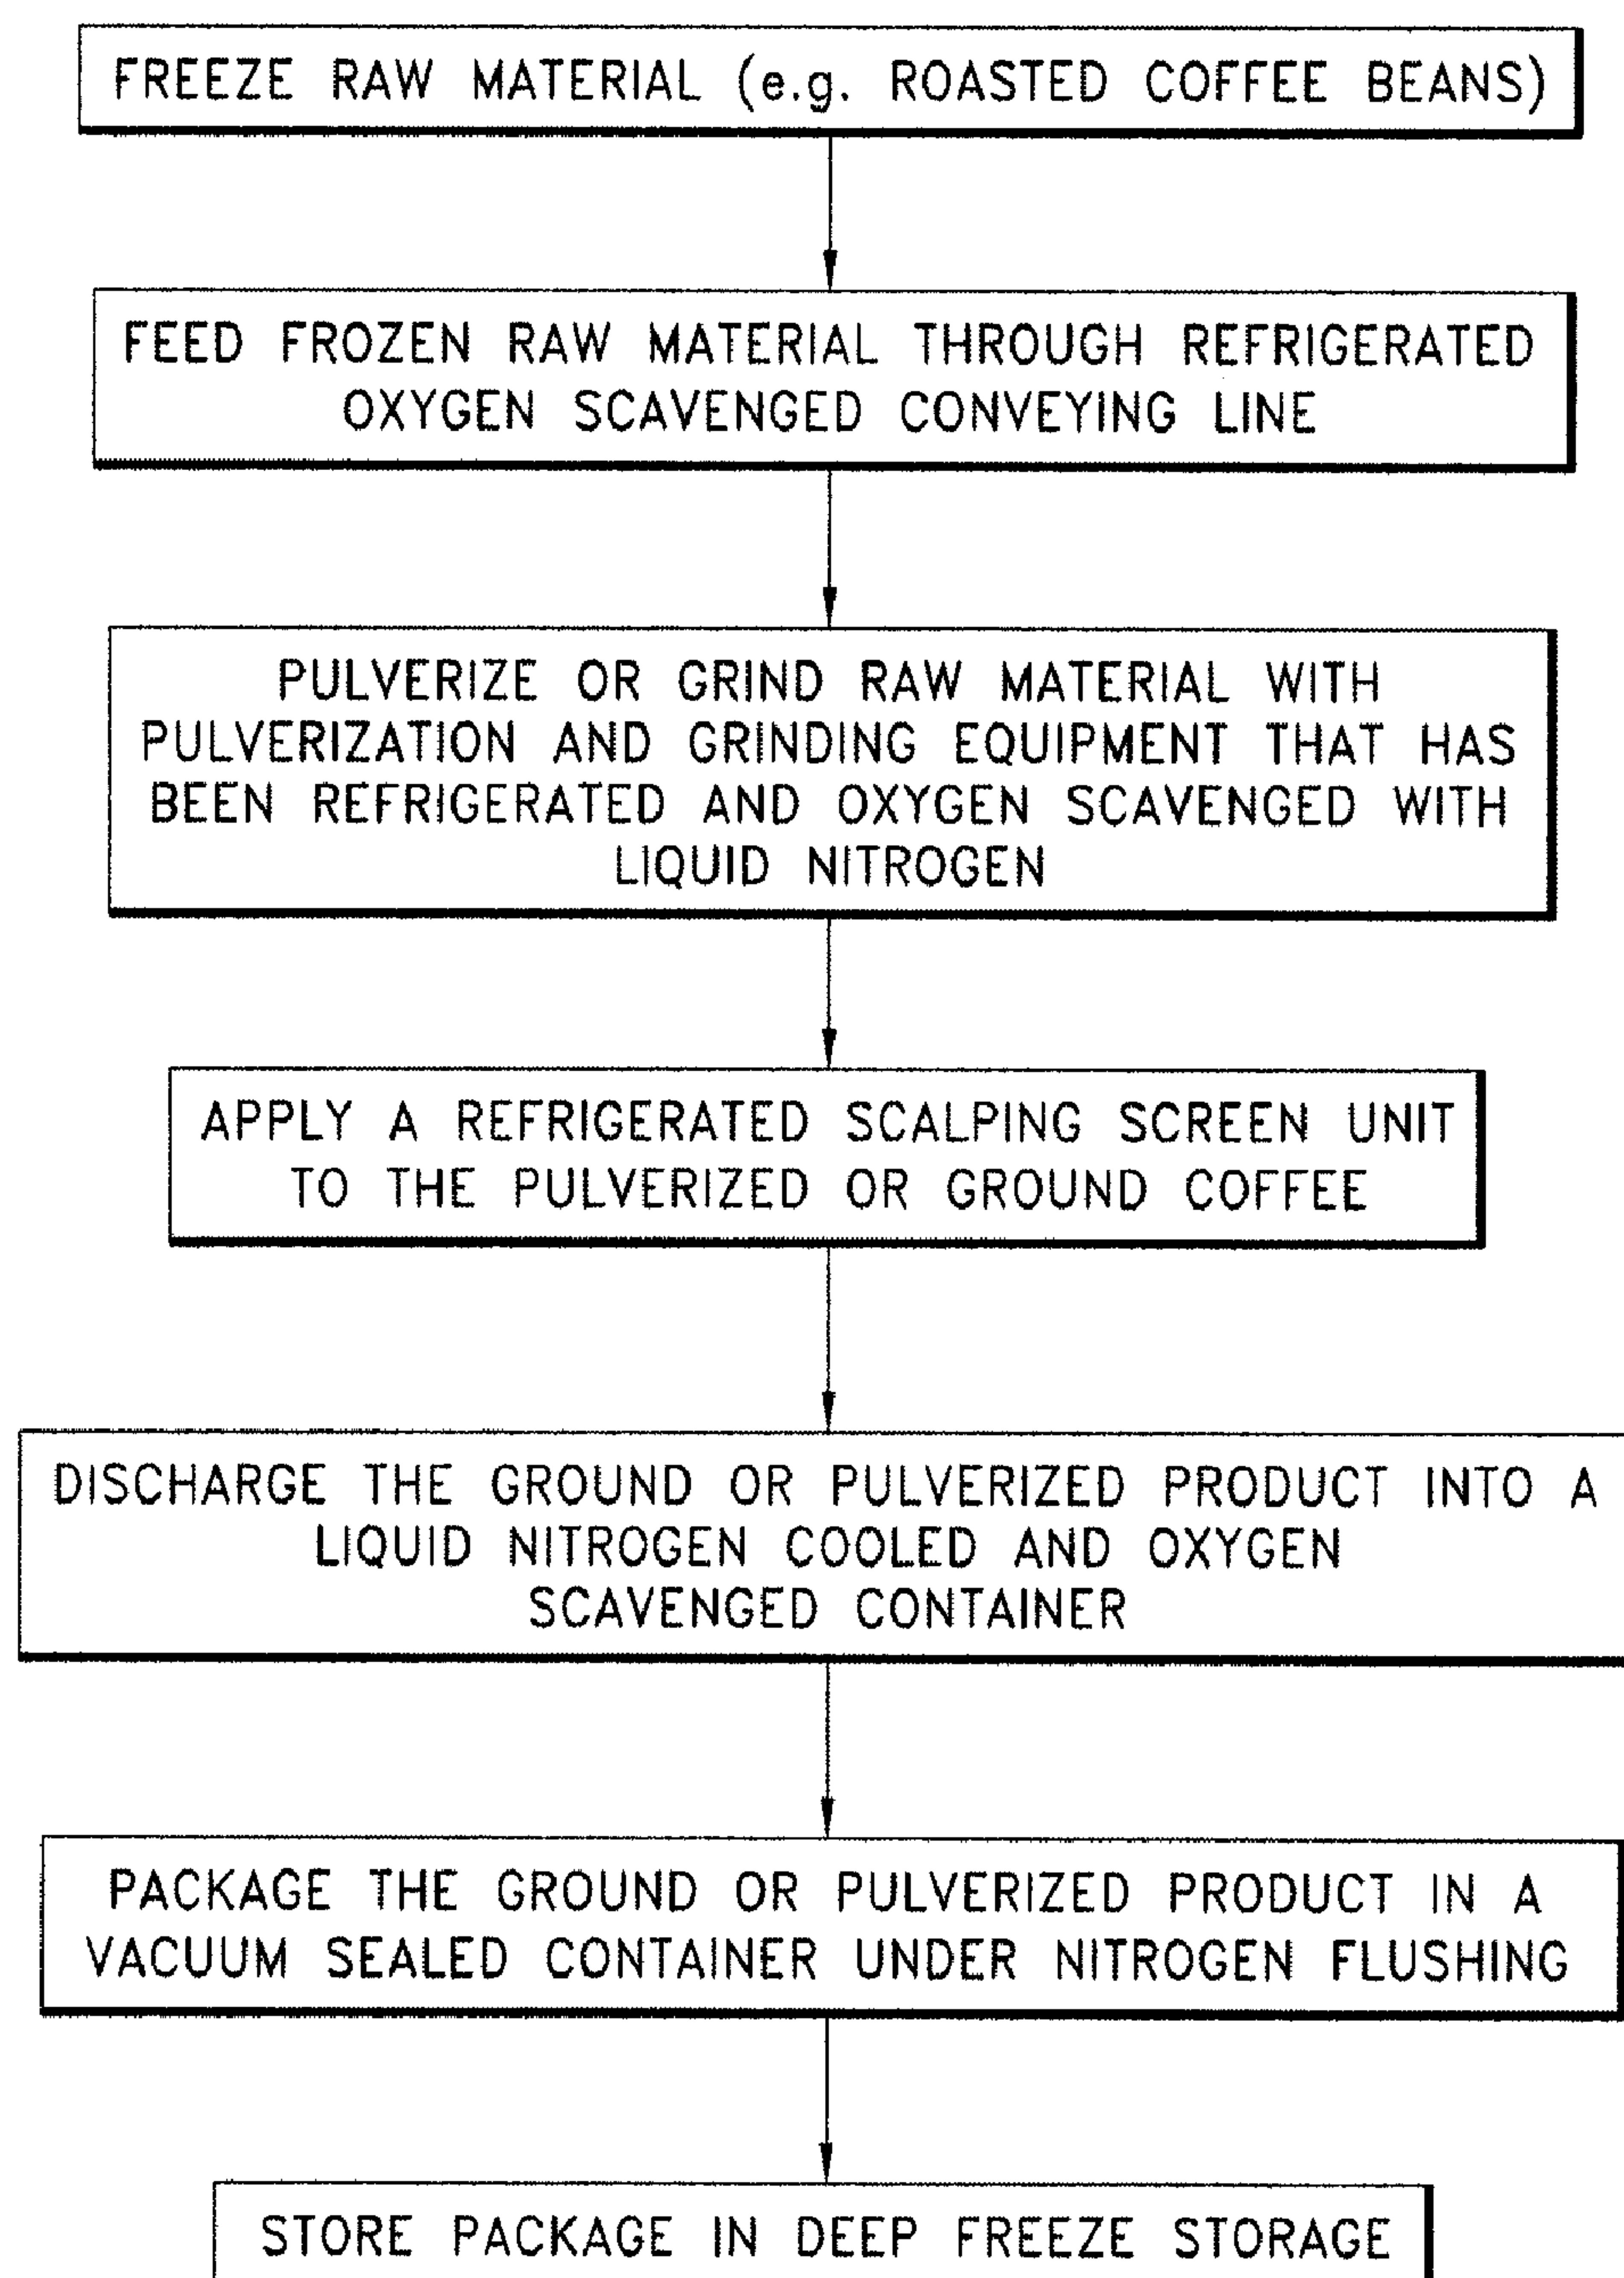 FREEZE RAW MATERIAL (e.g. ROASTED COFFEE BEANS)
FEED FROZEN RAW MATERIAL THROUGH REFRIGERATED
OXYGEN SCAVENGED CONVEYING LINE
PULVERIZE OR GRIND RAW MATERIAL WITH
PULVERIZATION AND GRINDING EQUIPMENT THAT HAS
BEEN REFRIGERATED AND OXYGEN SCAVENGED WITH
LIQUID NITROGEN
APPLY A REFRIGERATED SCALPING SCREEN UNIT
TO THE PULVERIZED OR GROUND COFFEE
DISCHARGE THE GROUND OR PULVERIZED PRODUCT INTO A
LIQUID NITROGEN COOLED AND OXYGEN
SCAVENGED CONTAINER
PACKAGE THE GROUND OR PULVERIZED PRODUCT IN A
VACUUM SEALED CONTAINER UNDER NITROGEN FLUSHING
STORE PACKAGE IN DEEP FREEZE STORAGE